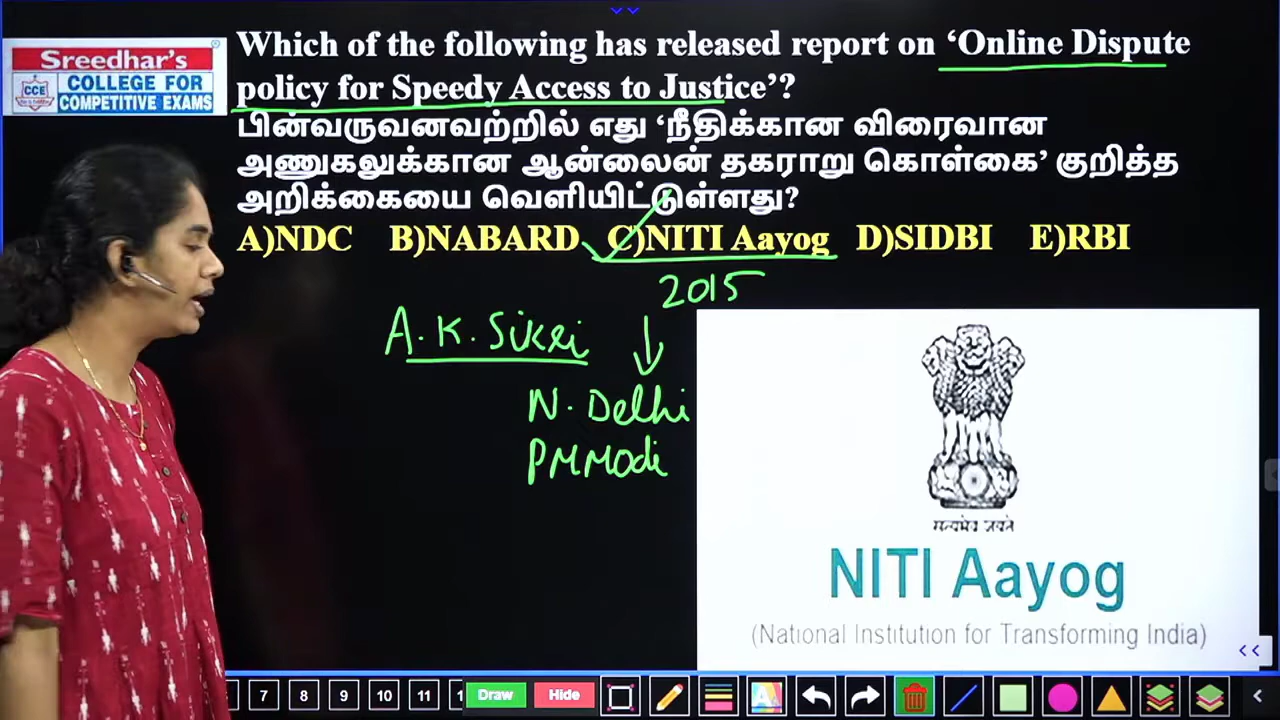 Sreedhar's
CCE
COLLEGE FOR
COMPETITIVE EXAMS
Which of the following has released report on ‘Online Dispute
policy for Speedy Access to Justice’?
பின்வருவனவற்றில் எது ‘நீதிக்கான விரைவான
அணுகலுக்கான ஆன்லைன் தகராறு கொள்கை’ குறித்த
அறிக்கையை வெளியிட்டுள்ளது?
A)NDC B)NABARD C)NITI Aayog D)SIDBI E)RBI
2015
A.K.Sikri
N.Delhi
PMModi
सत्यमेव जयते
NITI Aayog
(National Institution for Transforming India)
7 8 9 10 11 1 Draw Hide A